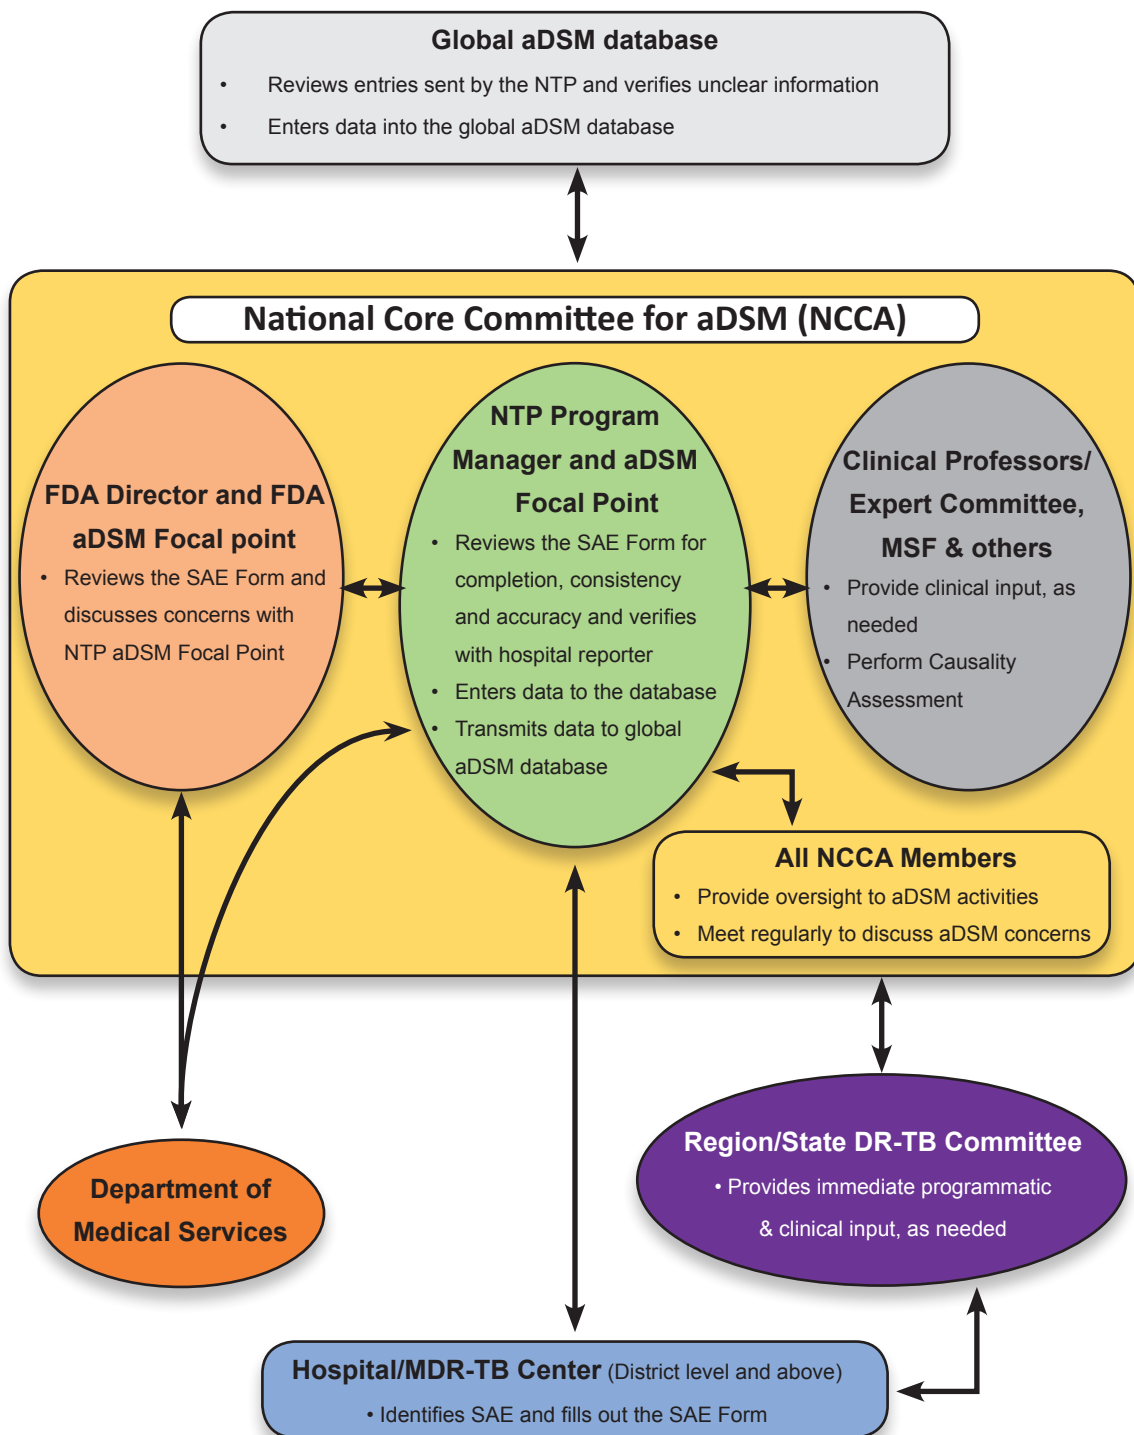 Global aDSM database
• Reviews entries sent by the NTP and verifies unclear information
• Enters data into the global aDSM database
National Core Committee for aDSM (NCCA)
FDA Director and FDA
aDSM Focal point
• Reviews the SAE Form and
discusses concerns with
NTP aDSM Focal Point
NTP Program
Manager and aDSM
Focal Point
• Reviews the SAE Form for
completion, consistency
and accuracy and verifies
with hospital reporter
• Enters data to the database
• Transmits data to global
aDSM database
Clinical Professors/
Expert Committee,
MSF & others
• Provide clinical input, as
needed
• Perform Causality
Assessment
All NCCA Members
• Provide oversight to aDSM activities
• Meet regularly to discuss aDSM concerns
Department of
Medical Services
Region/State DR-TB Committee
• Provides immediate programmatic
& clinical input, as needed
Hospital/MDR-TB Center (District level and above)
• Identifies SAE and fills out the SAE Form